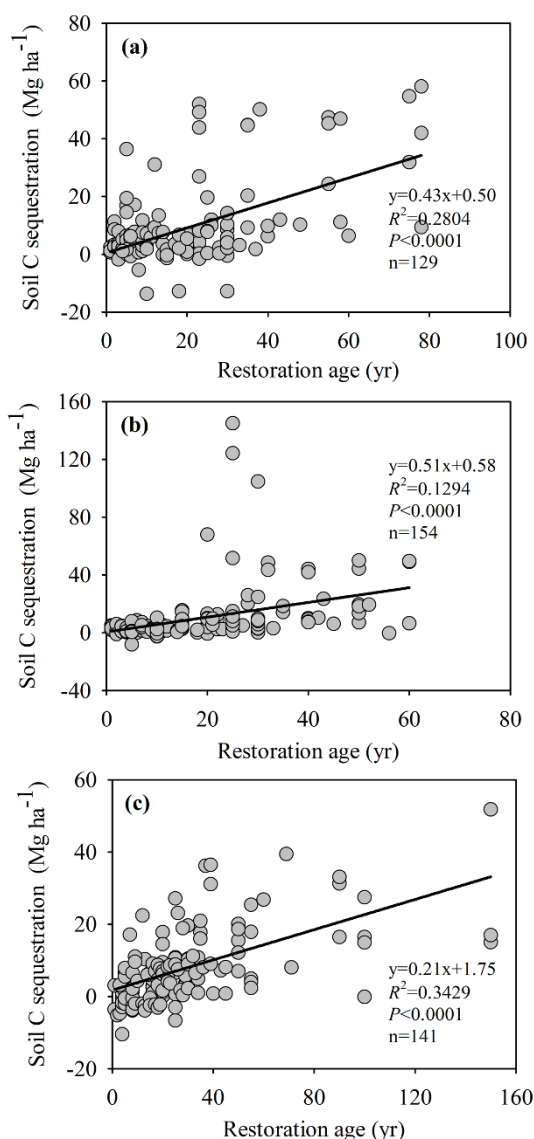 (a)
Soil C sequestration (Mg ha⁻¹)
80
60
40
20
0
-20
y=0.43x+0.50
R²=0.2804
P<0.0001
n=129
0 20 40 60 80 100
Restoration age (yr)
(b)
Soil C sequestration (Mg ha⁻¹)
160
120
80
40
0
-40
y=0.51x+0.58
R²=0.1294
P<0.0001
n=154
0 20 40 60 80
Restoration age (yr)
(c)
Soil C sequestration (Mg ha⁻¹)
60
40
20
0
-20
y=0.21x+1.75
R²=0.3429
P<0.0001
n=141
0 40 80 120 160
Restoration age (yr)